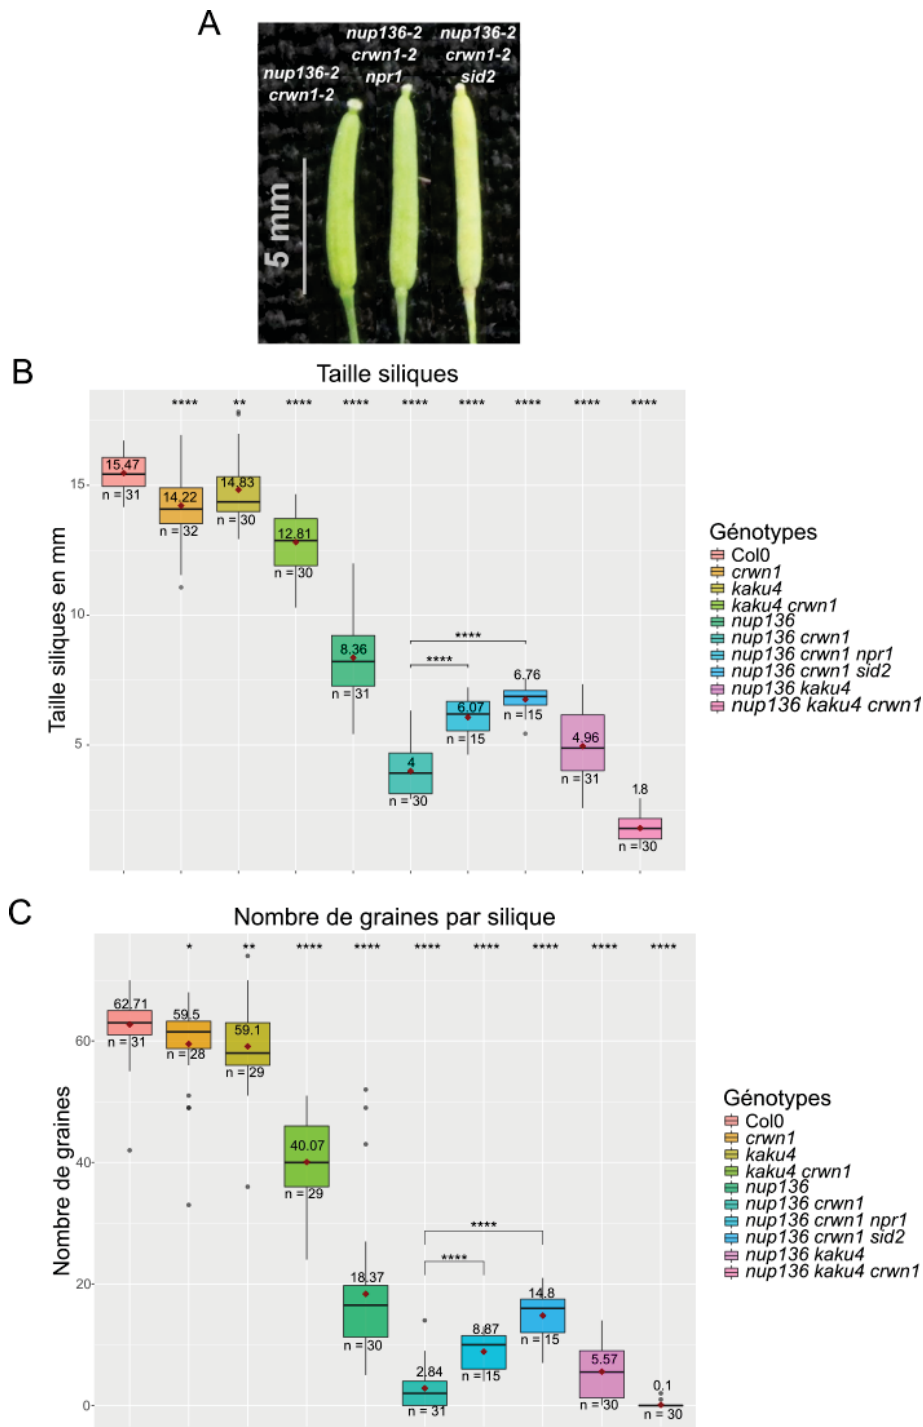 A
nup136-2
crwn1-2
nup136-2
crwn1-2
npr1
nup136-2
crwn1-2
sid2
5 mm
B
Taille siliques
**** ** **** **** **** **** **** **** ****
Taille siliques en mm
15
10
5
15.47
n = 31
14.22
n = 32
14.83
n = 30
12.81
n = 30
8.36
n = 31
4
n = 30
6.07
n = 15
6.76
n = 15
4.96
n = 31
1.8
n = 30
****
****
Génotypes
Col0
crwn1
kaku4
kaku4 crwn1
nup136
nup136 crwn1
nup136 crwn1 npr1
nup136 crwn1 sid2
nup136 kaku4
nup136 kaku4 crwn1
C
Nombre de graines par silique
* ** **** **** **** **** **** **** ****
Nombre de graines
60
40
20
0
62.71
n = 31
59.5
n = 28
59.1
n = 29
40.07
n = 29
18.37
n = 30
2.84
n = 31
8.87
n = 15
14.8
n = 15
5.57
n = 30
0.1
n = 30
****
****
Génotypes
Col0
crwn1
kaku4
kaku4 crwn1
nup136
nup136 crwn1
nup136 crwn1 npr1
nup136 crwn1 sid2
nup136 kaku4
nup136 kaku4 crwn1